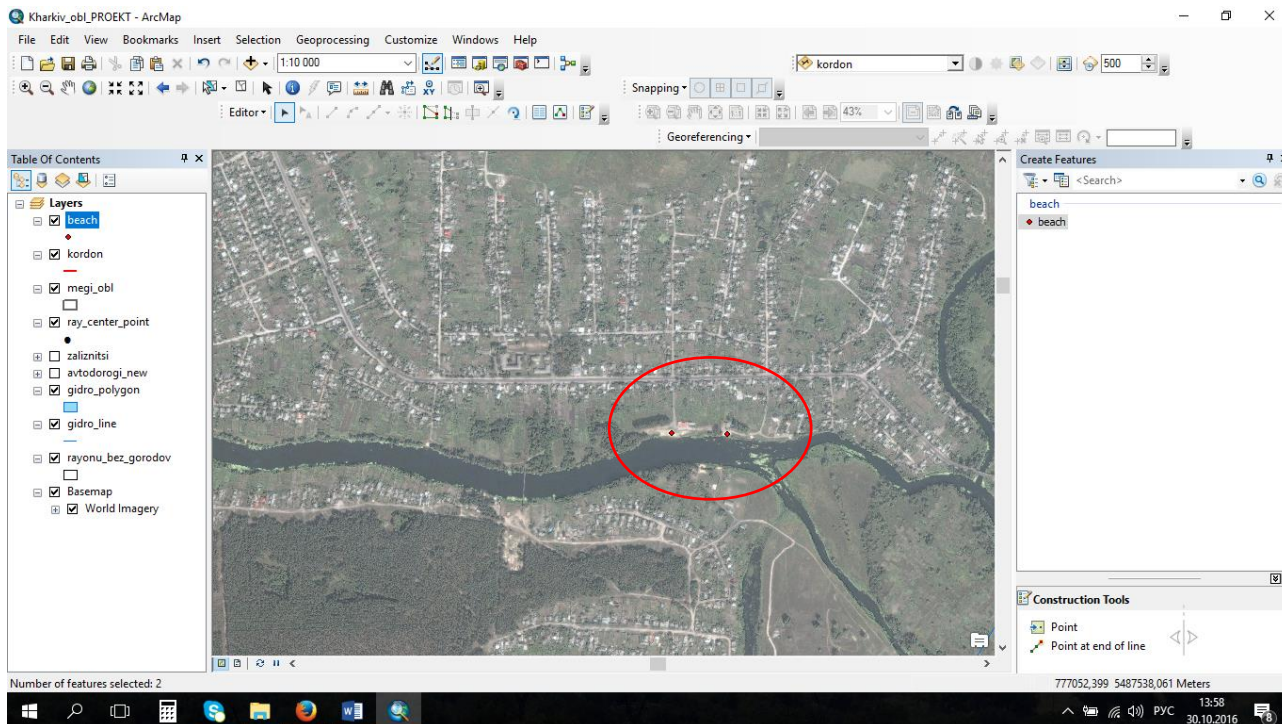 Kharkiv_obl_PROEKT - ArcMap
File Edit View Bookmarks Insert Selection Geoprocessing Customize Windows Help
1:10 000
kordon
500
Snapping
Editor
43%
Georeferencing
Table Of Contents
Create Features
<Search>
Layers
beach
kordon
megi_obl
ray_center_point
zaliznitsi
avtodorogi_new
gidro_polygon
gidro_line
rayonu_bez_gorodov
Basemap
World Imagery
beach
beach
Construction Tools
Point
Point at end of line
Number of features selected: 2
777052,399 5487538,061 Meters
РУС
13:58
30.10.2016